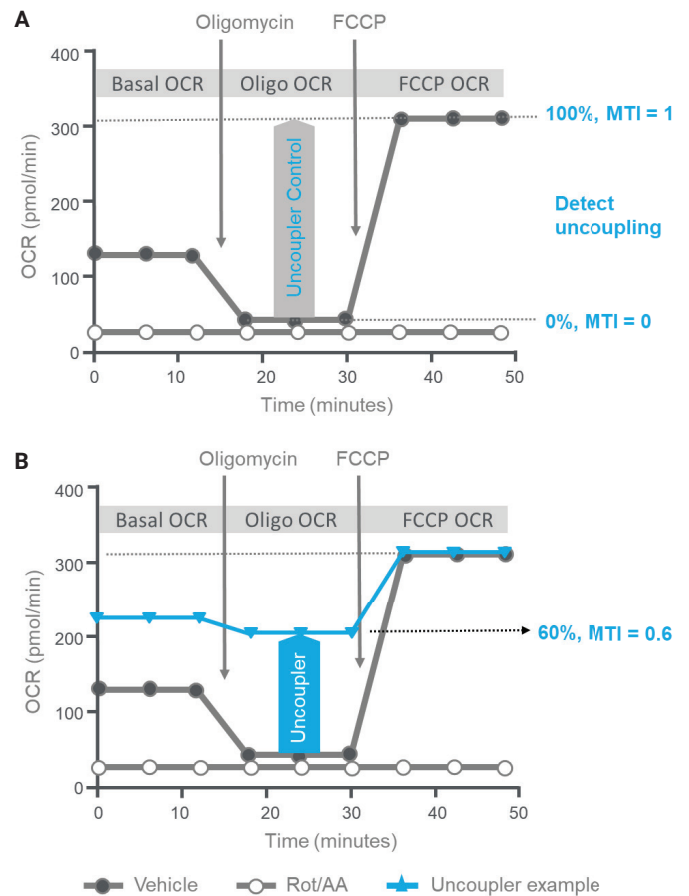 A
Oligomycin
FCCP
400
300
200
100
0
OCR (pmol/min)
Basal OCR
Oligo OCR
FCCP OCR
Uncoupler Control
100%, MTI = 1
Detect
uncoupling
0%, MTI = 0
0
10
20
30
40
50
Time (minutes)
B
Oligomycin
FCCP
400
300
200
100
0
OCR (pmol/min)
Basal OCR
Oligo OCR
FCCP OCR
Uncoupler
60%, MTI = 0.6
0
10
20
30
40
50
Time (minutes)
Vehicle
Rot/AA
Uncoupler example